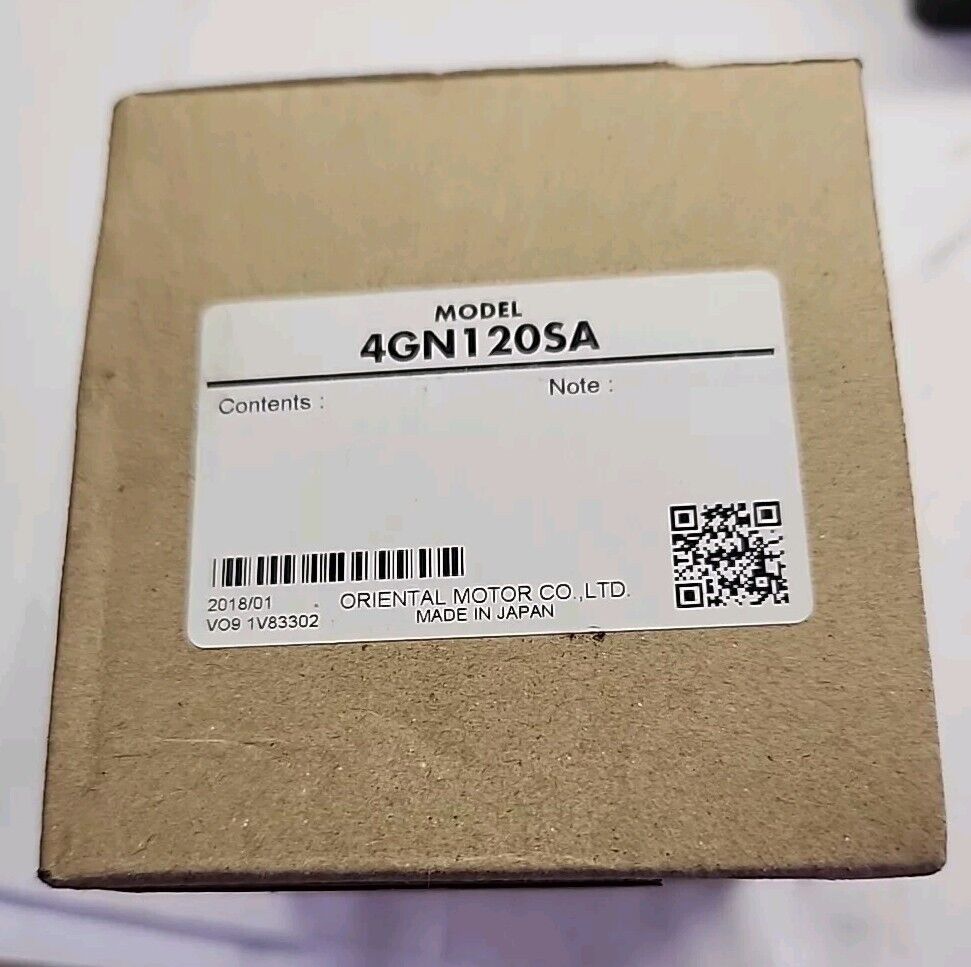 MODEL
4GN120SA
Contents :
Note :
2018/01
VO9 1V83302
ORIENTAL MOTOR CO.,LTD.
MADE IN JAPAN